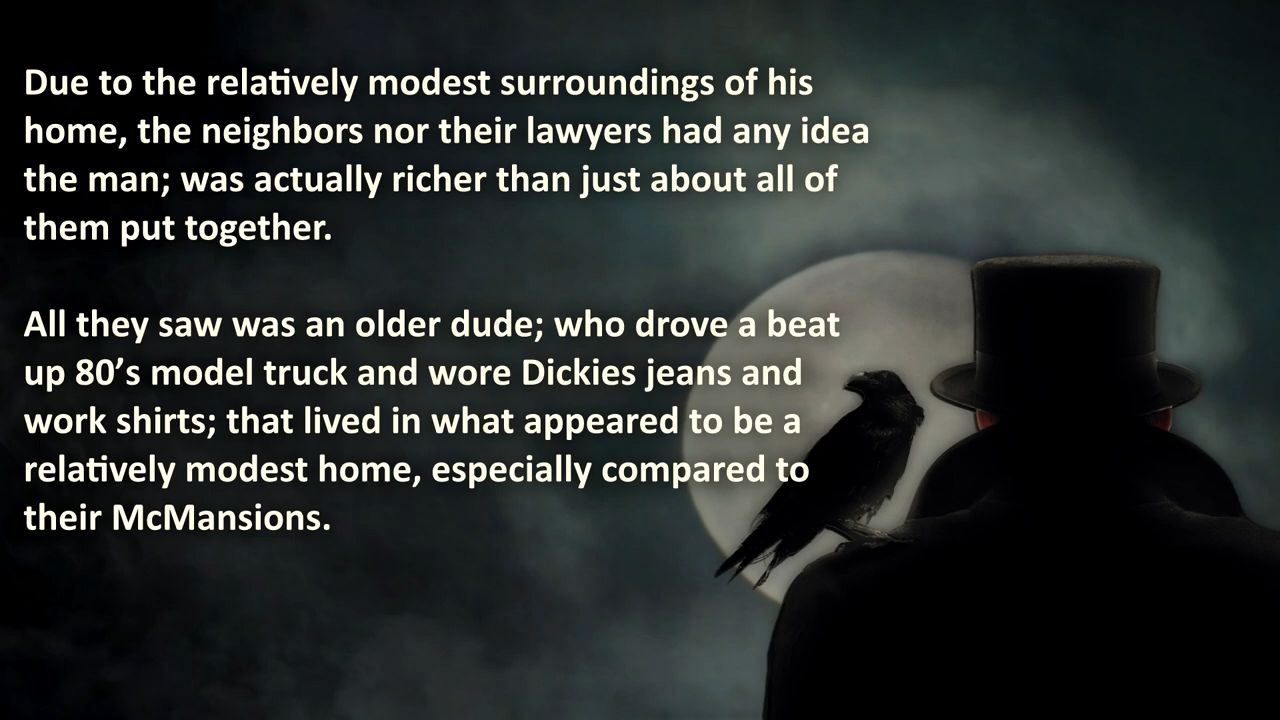 Due to the relatively modest surroundings of his
home, the neighbors nor their lawyers had any idea
the man; was actually richer than just about all of
them put together.
All they saw was an older dude; who drove a beat
up 80’s model truck and wore Dickies jeans and
work shirts; that lived in what appeared to be a
relatively modest home, especially compared to
their McMansions.